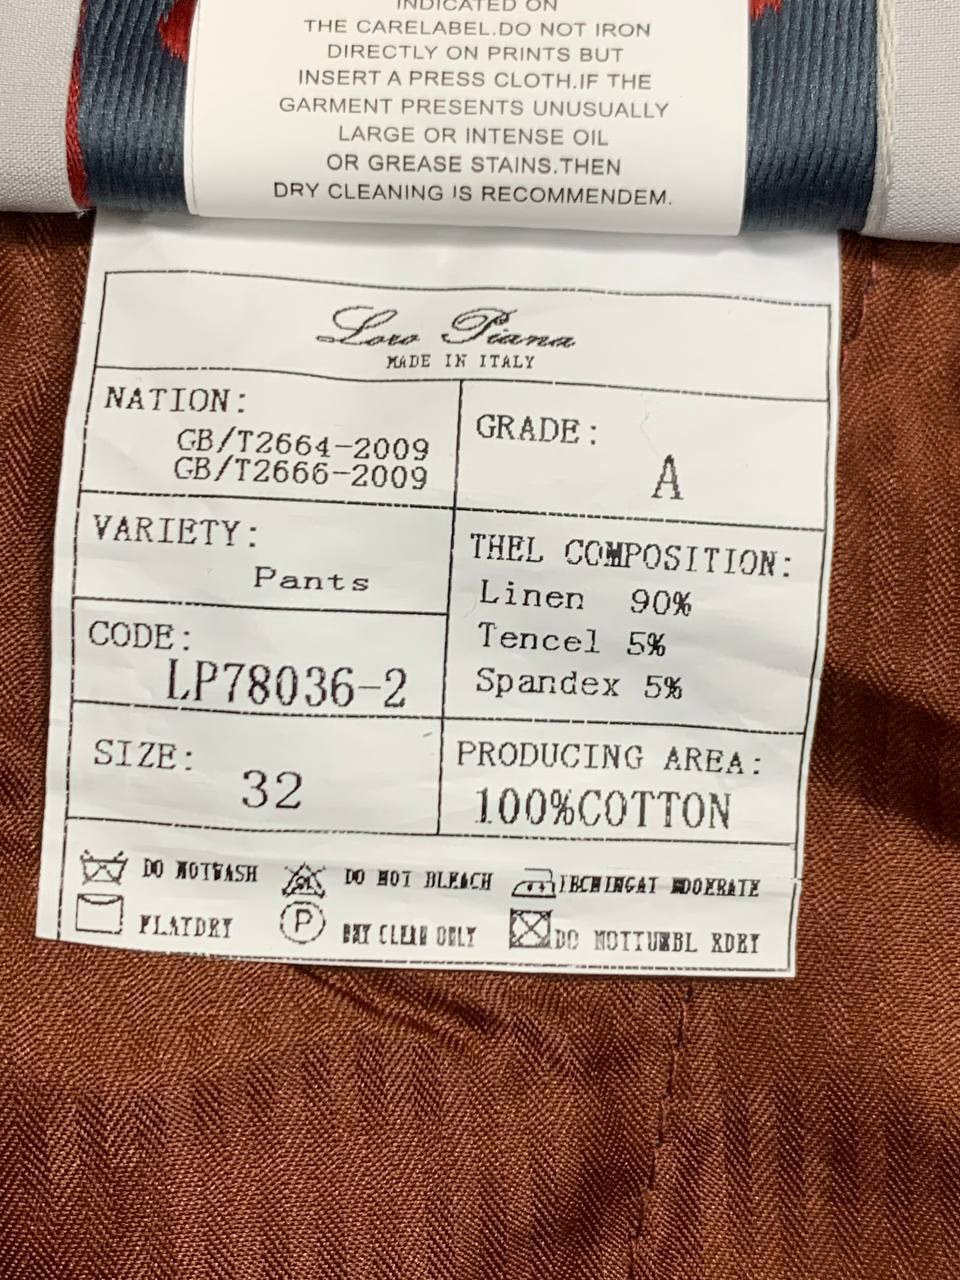 INDICATED ON
THE CARELABEL.DO NOT IRON
DIRECTLY ON PRINTS BUT
INSERT A PRESS CLOTH.IF THE
GARMENT PRESENTS UNUSUALLY
LARGE OR INTENSE OIL
OR GREASE STAINS.THEN
DRY CLEANING IS RECOMMENDEM.
Loro Piana
MADE IN ITALY
NATION:
GB/T2664-2009
GB/T2666-2009
GRADE:
A
VARIETY:
Pants
THEL COMPOSITION:
Linen 90%
Tencel 5%
Spandex 5%
CODE:
LP78036-2
SIZE:
32
PRODUCING AREA:
100%COTTON
DO NOTWASH
DO NOT BLEACH
FLATDRY
P
DRY CLEAN ONLY
DO NOTTUMBL RDRY